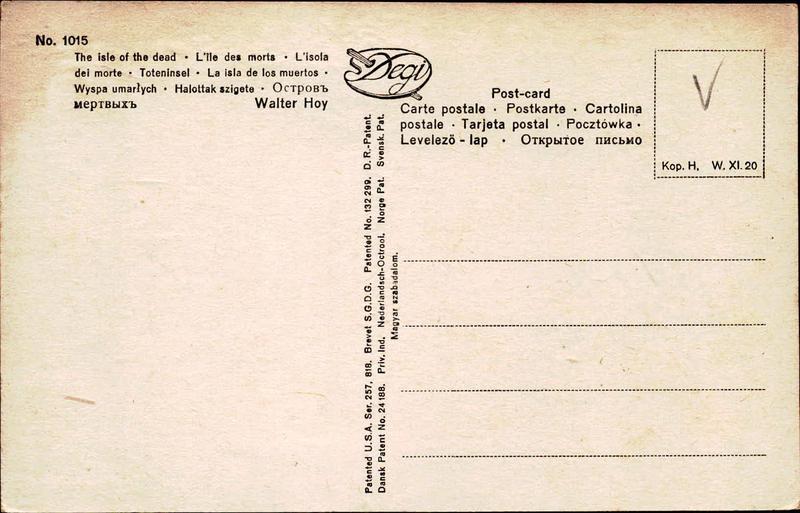 No. 1015
The isle of the dead · L'île des morts · L'isola
dei morte · Toteninsel · La isla de los muertos ·
Wyspa umarłych · Halottak szigete · Островъ
мертвыхъ Walter Hoy
Degi
Post-card
Carte postale · Postkarte · Cartolina
postale · Tarjeta postal · Pocztówka ·
Levelezö - lap · Открытое письмо
V
Kop. H. W. XI. 20
Patented U.S.A. Ser. 257, 818. Brevet S.G.D.G. Patented No. 132 299. D.R.-Patent.
Dansk Patent No. 24 188. Priv. Ind. Nederlandsch-Octrooi. Norge Pat. Svensk. Pat.
Magyar szabadalom.